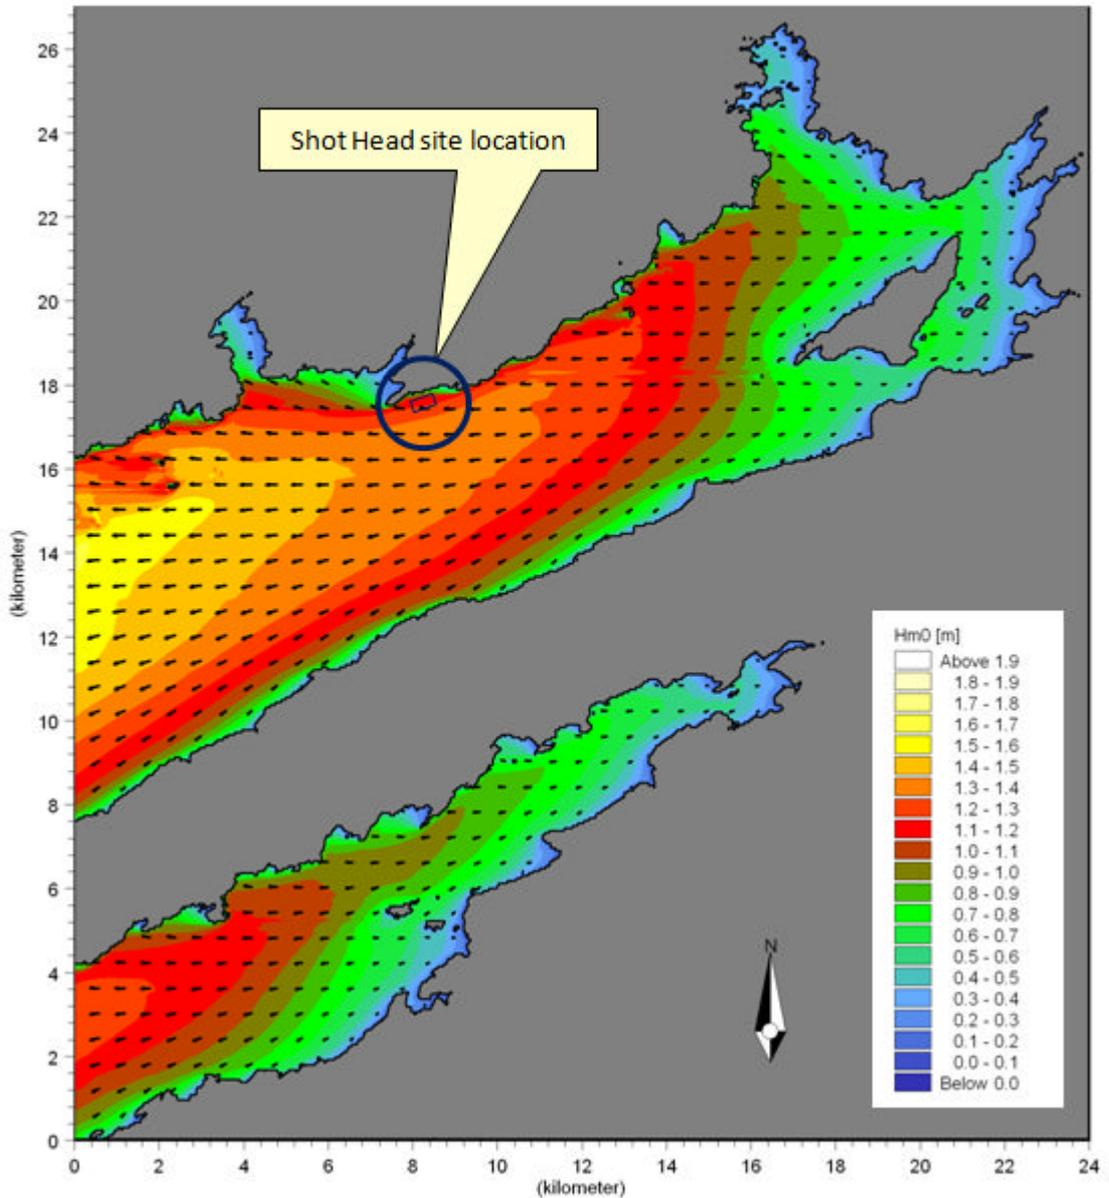 Shot Head site location
26
24
22
20
18
16
14
12
10
8
6
4
2
0
(kilometer)
Hm0 [m]
Above 1.9
1.8 - 1.9
1.7 - 1.8
1.6 - 1.7
1.5 - 1.6
1.4 - 1.5
1.3 - 1.4
1.2 - 1.3
1.1 - 1.2
1.0 - 1.1
0.9 - 1.0
0.8 - 0.9
0.7 - 0.8
0.6 - 0.7
0.5 - 0.6
0.4 - 0.5
0.3 - 0.4
0.2 - 0.3
0.1 - 0.2
0.0 - 0.1
Below 0.0
N
0 2 4 6 8 10 12 14 16 18 20 22 24
(kilometer)